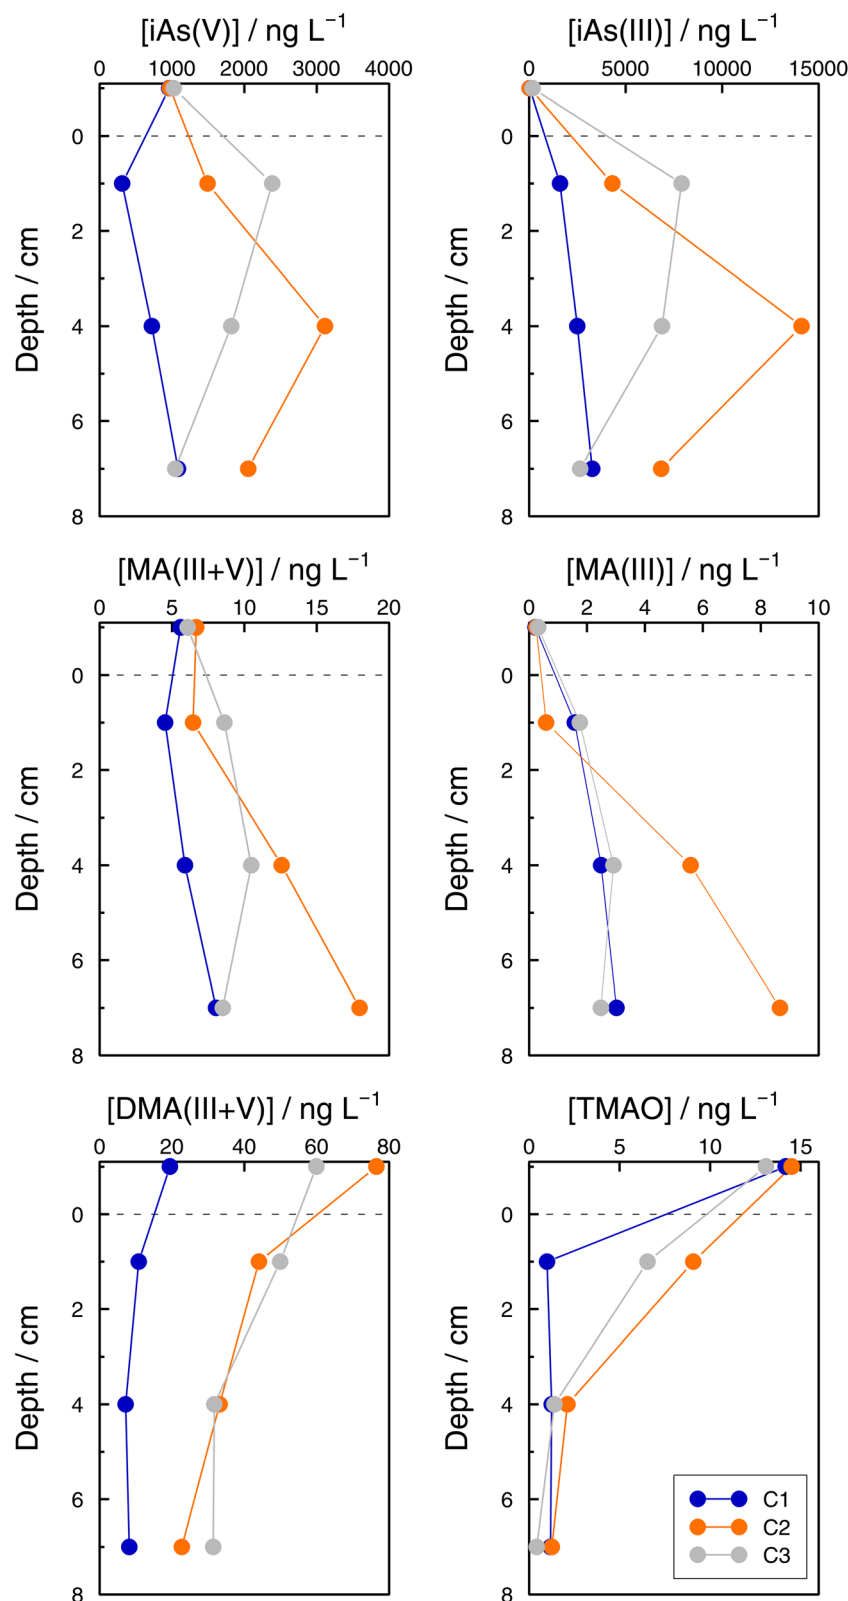 [iAs(V)] / ng L⁻¹
0 1000 2000 3000 4000
0
2
4
6
8
Depth / cm
[iAs(III)] / ng L⁻¹
0 5000 10000 15000
0
2
4
6
8
Depth / cm
[MA(III+V)] / ng L⁻¹
0 5 10 15 20
0
2
4
6
8
Depth / cm
[MA(III)] / ng L⁻¹
0 2 4 6 8 10
0
2
4
6
8
Depth / cm
[DMA(III+V)] / ng L⁻¹
0 20 40 60 80
0
2
4
6
8
Depth / cm
[TMAO] / ng L⁻¹
0 5 10 15
0
2
4
6
8
Depth / cm
C1
C2
C3